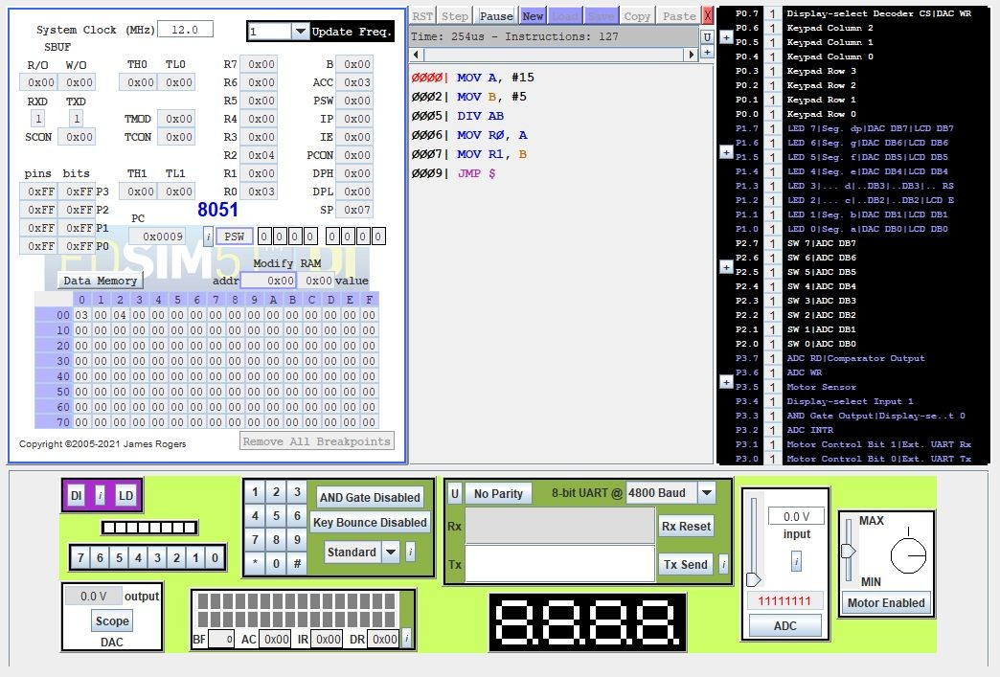 System Clock (MHz) 12.0 1 Update Freq.
SBUF
R/O W/O TH0 TL0 R7 0x00 B 0x00
0x00 0x00 0x00 0x00 R6 0x00 ACC 0x03
RXD TXD R5 0x00 PSW 0x00
1 1 TMOD 0x00 R4 0x00 IP 0x00
SCON 0x00 TCON 0x00 R3 0x00 IE 0x00
R2 0x04 PCON 0x00
pins bits TH1 TL1 R1 0x00 DPH 0x00
0xFF 0xFF P3 0x00 0x00 R0 0x03 DPL 0x00
0xFF 0xFF P2 8051 SP 0x07
0xFF 0xFF P1 PC
0xFF 0xFF P0 0x0009 i PSW 0 0 0 0 0 0 0 0
Modify RAM
Data Memory addr 0x00 0x00 value
0 1 2 3 4 5 6 7 8 9 A B C D E F
00 03 00 04 00 00 00 00 00 00 00 00 00 00 00 00 00
10 00 00 00 00 00 00 00 00 00 00 00 00 00 00 00 00
20 00 00 00 00 00 00 00 00 00 00 00 00 00 00 00 00
30 00 00 00 00 00 00 00 00 00 00 00 00 00 00 00 00
40 00 00 00 00 00 00 00 00 00 00 00 00 00 00 00 00
50 00 00 00 00 00 00 00 00 00 00 00 00 00 00 00 00
60 00 00 00 00 00 00 00 00 00 00 00 00 00 00 00 00
70 00 00 00 00 00 00 00 00 00 00 00 00 00 00 00 00
Copyright ©2005-2021 James Rogers Remove All Breakpoints
RST Step Pause New Load Save Copy Paste X
Time: 254us - Instructions: 127 U
+
0000| MOV A, #15
0002| MOV B, #5
0005| DIV AB
0006| MOV R0, A
0007| MOV R1, B
0009| JMP $
P0.7 1 Display-select Decoder CS|DAC WR
P0.6 1 Keypad Column 2
P0.5 1 Keypad Column 1
P0.4 1 Keypad Column 0
P0.3 1 Keypad Row 3
P0.2 1 Keypad Row 2
P0.1 1 Keypad Row 1
P0.0 1 Keypad Row 0
P1.7 1 LED 7|Seg. dp|DAC DB7|LCD DB7
P1.6 1 LED 6|Seg. g|DAC DB6|LCD DB6
P1.5 1 LED 5|Seg. f|DAC DB5|LCD DB5
P1.4 1 LED 4|Seg. e|DAC DB4|LCD DB4
P1.3 1 LED 3|... d|..DB3|..DB3|.. RS
P1.2 1 LED 2|... c|..DB2|..DB2|LCD E
P1.1 1 LED 1|Seg. b|DAC DB1|LCD DB1
P1.0 1 LED 0|Seg. a|DAC DB0|LCD DB0
P2.7 1 SW 7|ADC DB7
P2.6 1 SW 6|ADC DB6
P2.5 1 SW 5|ADC DB5
P2.4 1 SW 4|ADC DB4
P2.3 1 SW 3|ADC DB3
P2.2 1 SW 2|ADC DB2
P2.1 1 SW 1|ADC DB1
P2.0 1 SW 0|ADC DB0
P3.7 1 ADC RD|Comparator Output
P3.6 1 ADC WR
P3.5 1 Motor Sensor
P3.4 1 Display-select Input 1
P3.3 1 AND Gate Output|Display-se..t 0
P3.2 1 ADC INTR
P3.1 1 Motor Control Bit 1|Ext. UART Rx
P3.0 1 Motor Control Bit 0|Ext. UART Tx
DI i LD
7 6 5 4 3 2 1 0
0.0 V output
Scope
DAC
1 2 3 AND Gate Disabled
4 5 6 Key Bounce Disabled
7 8 9 Standard i
* 0 #
BF 0 AC 0x00 IR 0x00 DR 0x00 i
U No Parity 8-bit UART @ 4800 Baud
Rx Rx Reset
Tx Tx Send i
8.8.8.8.
0.0 V
input
i
11111111
ADC
MAX
MIN
Motor Enabled